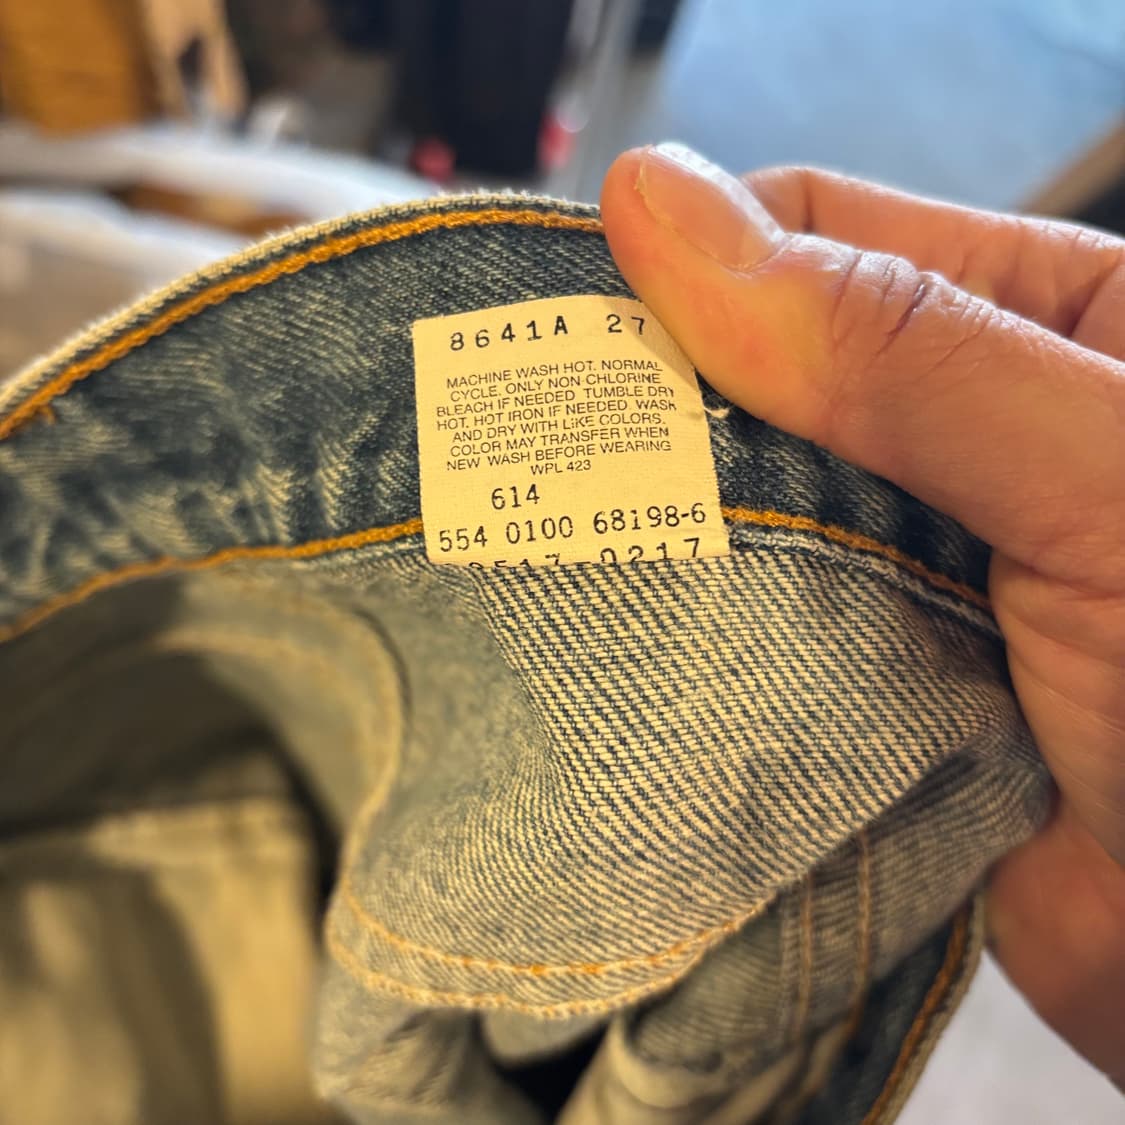 8641A 27
MACHINE WASH HOT. NORMAL
CYCLE. ONLY NON-CHLORINE
BLEACH IF NEEDED TUMBLE DRY
HOT. HOT IRON IF NEEDED. WASH
AND DRY WITH LIKE COLORS.
COLOR MAY TRANSFER WHEN
NEW WASH BEFORE WEARING
WPL 423
614
554 0100 68198-6
0217